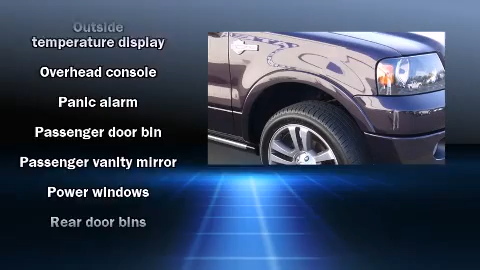 Outside
temperature display
Overhead console
Panic alarm
Passenger door bin
Passenger vanity mirror
Power windows
Rear door bins